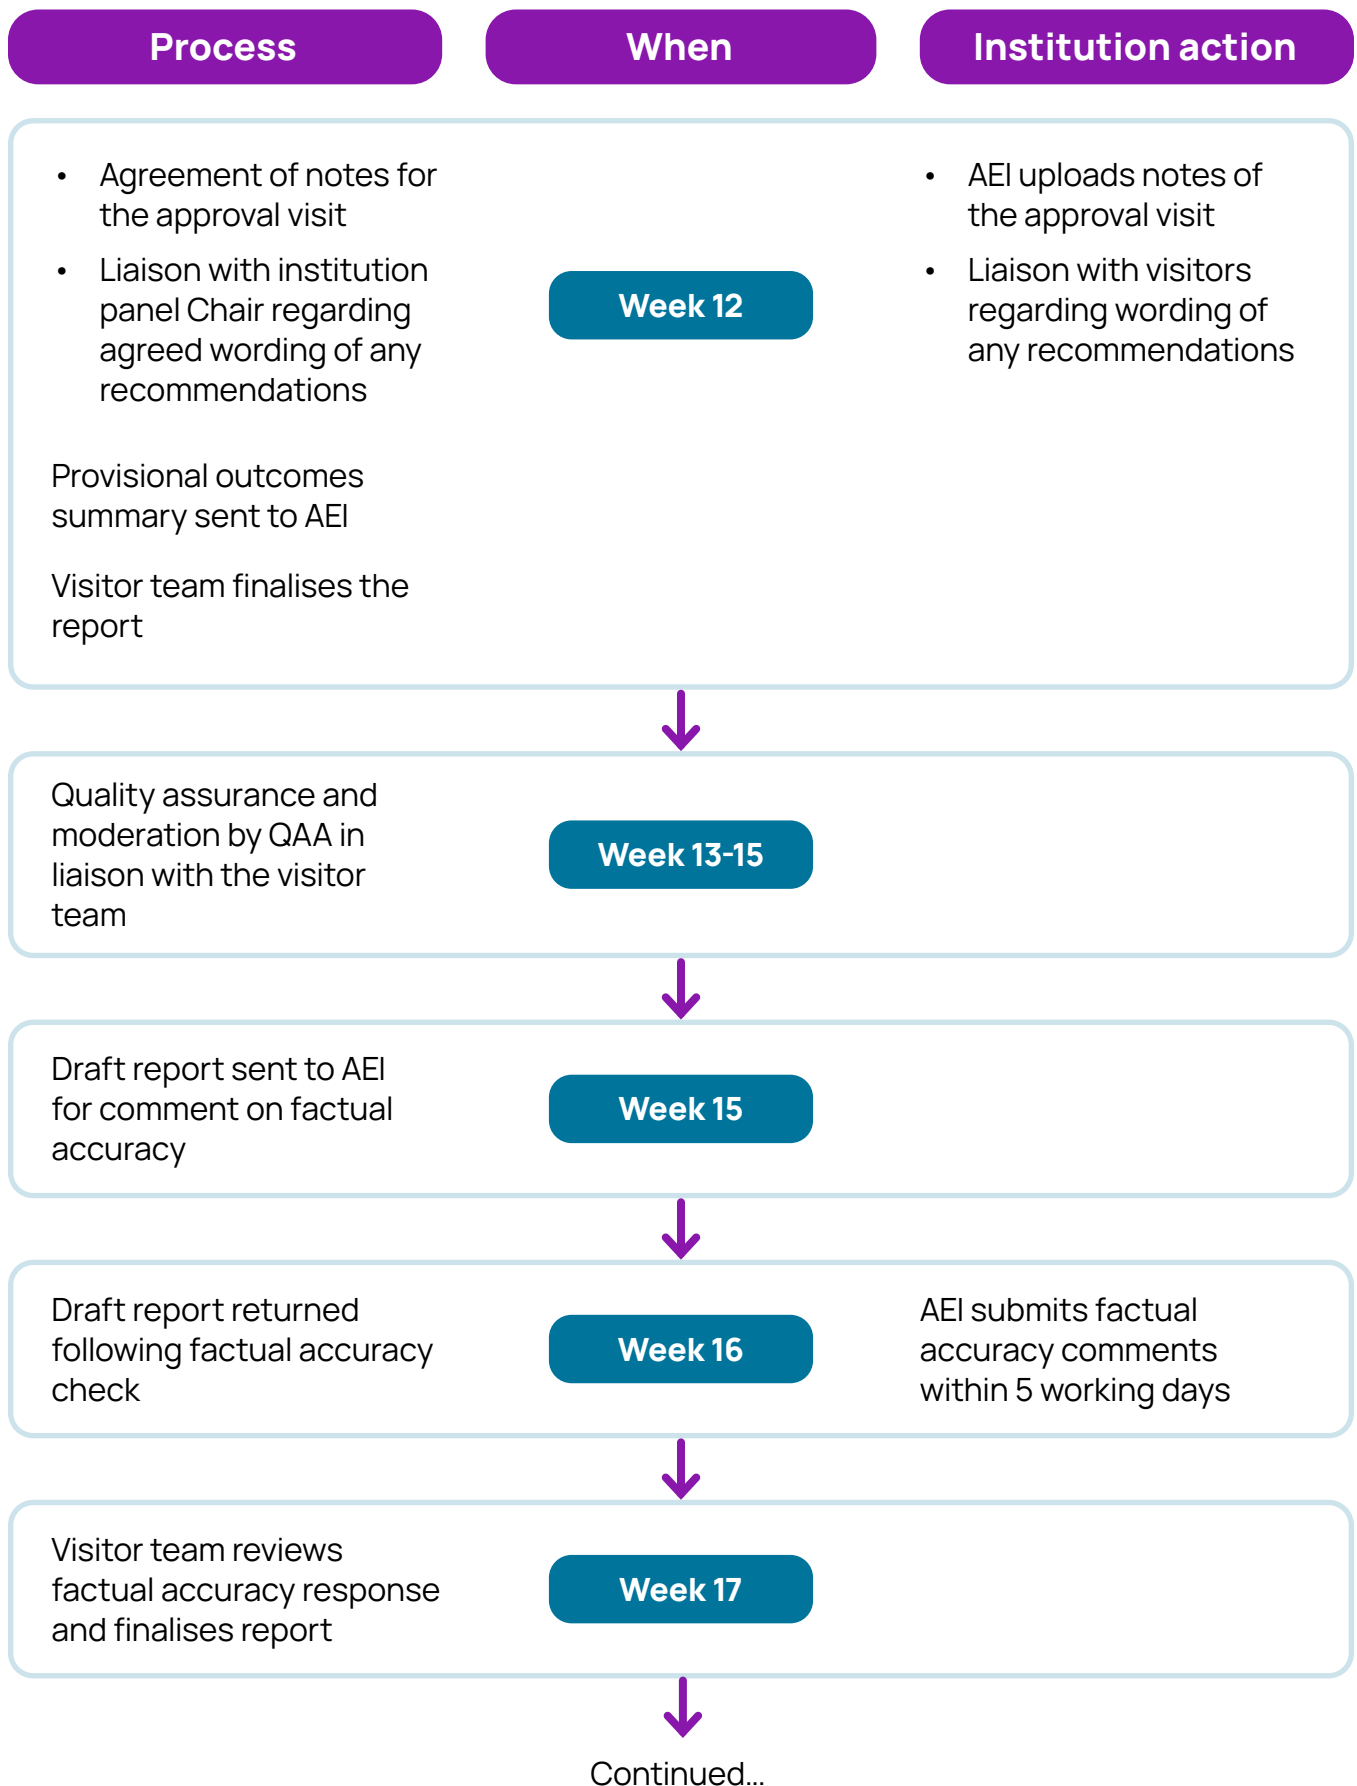 Process
When
Institution action
• Agreement of notes for
the approval visit
• Liaison with institution
panel Chair regarding
agreed wording of any
recommendations
Provisional outcomes
summary sent to AEI
Visitor team finalises the
report
Week 12
• AEI uploads notes of
the approval visit
• Liaison with visitors
regarding wording of
any recommendations
Quality assurance and
moderation by QAA in
liaison with the visitor
team
Week 13-15
Draft report sent to AEI
for comment on factual
accuracy
Week 15
Draft report returned
following factual accuracy
check
Week 16
AEI submits factual
accuracy comments
within 5 working days
Visitor team reviews
factual accuracy response
and finalises report
Week 17
Continued...